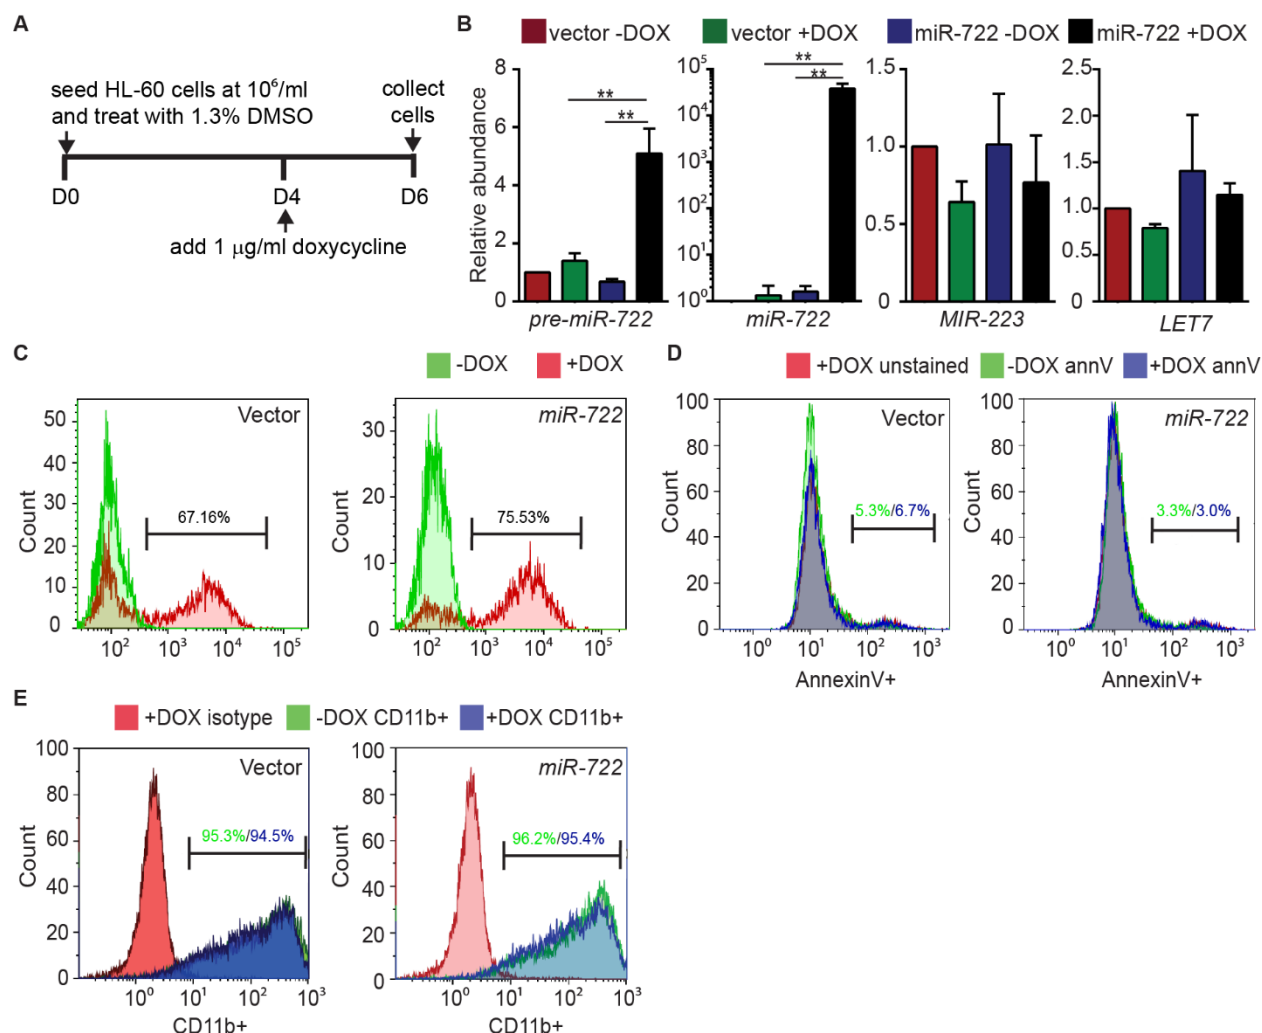 A
seed HL-60 cells at 10⁶/ml
and treat with 1.3% DMSO
collect
cells
D0
D4
D6
add 1 μg/ml doxycycline
B
vector -DOX
vector +DOX
miR-722 -DOX
miR-722 +DOX
Relative abundance
8
6
4
2
0
**
**
pre-miR-722
10⁵
10⁴
10³
10²
10¹
10⁰
**
**
miR-722
1.5
1.0
0.5
0
MIR-223
2.5
2.0
1.5
1.0
0.5
0
LET7
C
-DOX
+DOX
Count
50
40
30
20
10
0
Vector
67.16%
10² 10³ 10⁴ 10⁵
Count
30
20
10
0
miR-722
75.53%
10² 10³ 10⁴ 10⁵
D
+DOX unstained
-DOX annV
+DOX annV
Count
100
80
60
40
20
0
Vector
5.3%/6.7%
10⁰ 10¹ 10² 10³
AnnexinV+
Count
100
80
60
40
20
0
miR-722
3.3%/3.0%
10⁰ 10¹ 10² 10³
AnnexinV+
E
+DOX isotype
-DOX CD11b+
+DOX CD11b+
Count
100
80
60
40
20
0
Vector
95.3%/94.5%
10⁰ 10¹ 10² 10³
CD11b+
Count
100
80
60
40
20
0
miR-722
96.2%/95.4%
10⁰ 10¹ 10² 10³
CD11b+